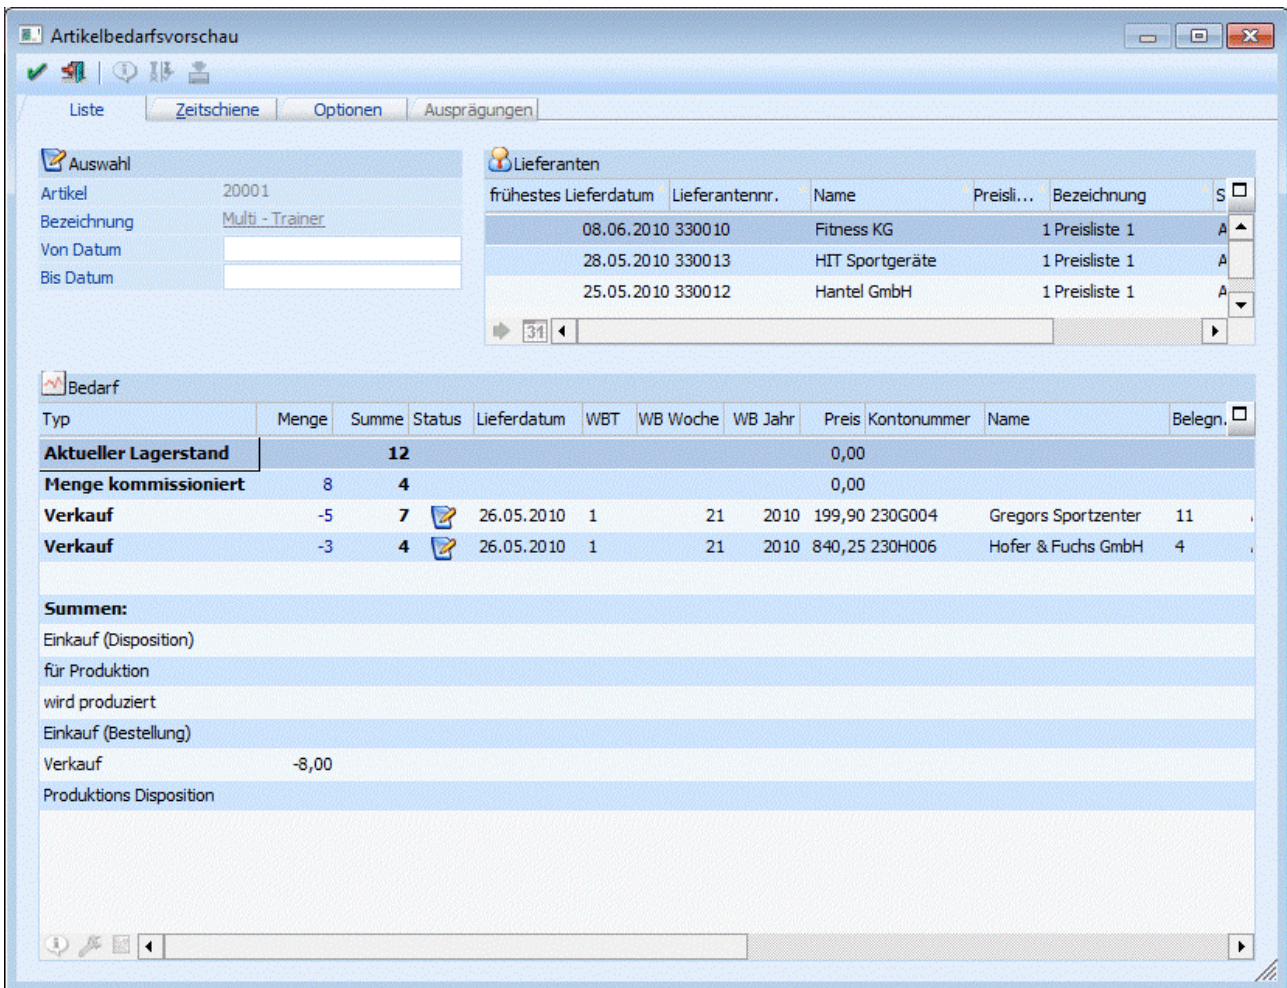 Artikelbedarfsvorschau
Liste Zeitschiene Optionen Ausprägungen
Auswahl
Artikel 20001
Bezeichnung Multi - Trainer
Von Datum
Bis Datum
Lieferanten
frühestes Lieferdatum Lieferantennr. Name Preisli... Bezeichnung S
08.06.2010 330010 Fitness KG 1 Preisliste 1 A
28.05.2010 330013 HIT Sportgeräte 1 Preisliste 1 A
25.05.2010 330012 Hantel GmbH 1 Preisliste 1 A
31
Bedarf
Typ Menge Summe Status Lieferdatum WBT WB Woche WB Jahr Preis Kontonummer Name Belegn.
Aktueller Lagerstand 12 0,00
Menge kommissioniert 8 4 0,00
Verkauf -5 7 26.05.2010 1 21 2010 199,90 230G004 Gregors Sportzenter 11
Verkauf -3 4 26.05.2010 1 21 2010 840,25 230H006 Hofer & Fuchs GmbH 4
Summen:
Einkauf (Disposition)
für Produktion
wird produziert
Einkauf (Bestellung)
Verkauf -8,00
Produktions Disposition